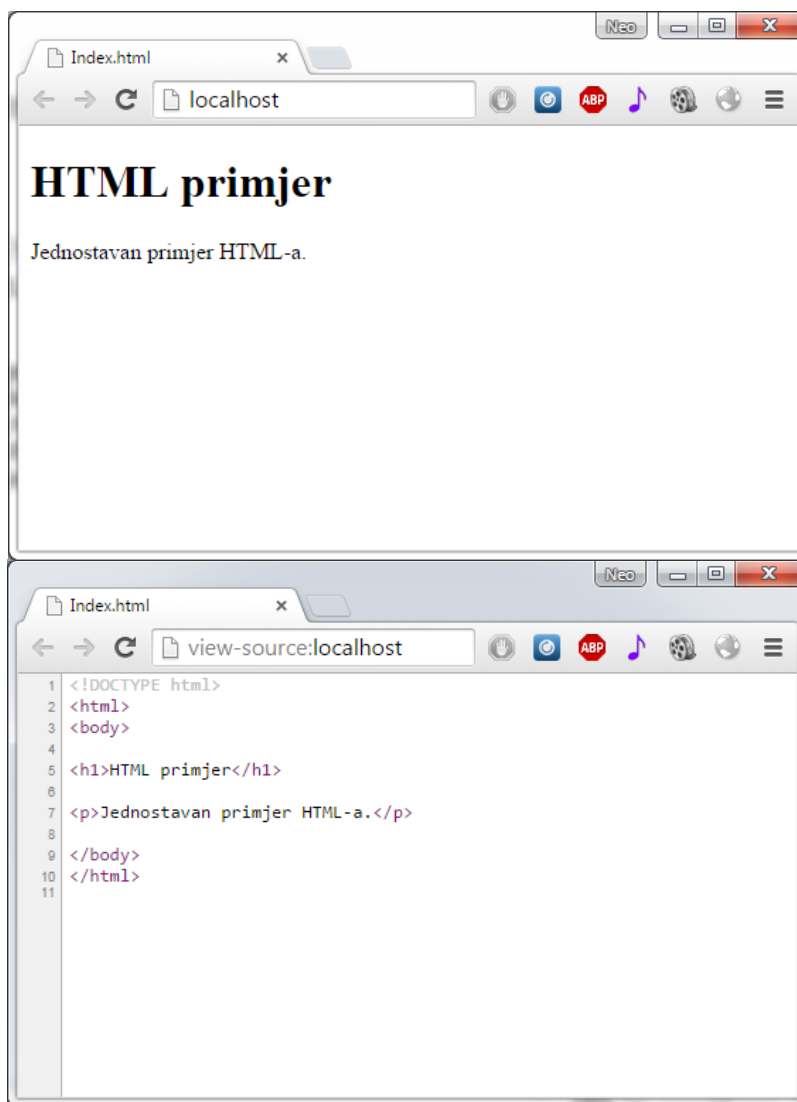 Neo
Index.html
localhost
ABP
HTML primjer
Jednostavan primjer HTML-a.
Neo
Index.html
view-source:localhost
ABP
1 <!DOCTYPE html>
2 <html>
3 <body>
4
5 <h1>HTML primjer</h1>
6
7 <p>Jednostavan primjer HTML-a.</p>
8
9 </body>
10 </html>
11